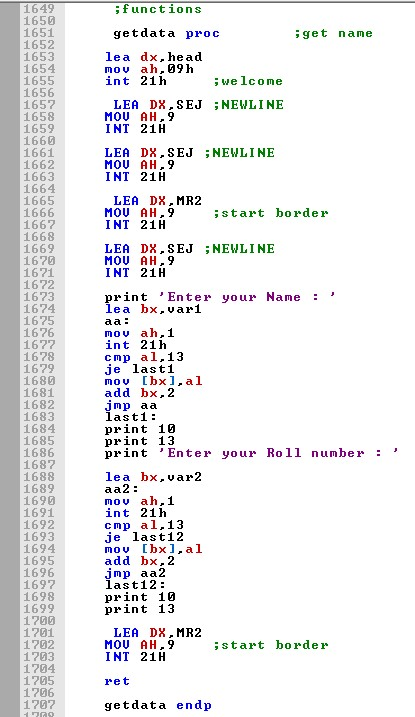 1649 ;functions
1650
1651 getdata proc ;get name
1652
1653 lea dx,head
1654 mov ah,09h
1655 int 21h ;welcome
1656
1657 LEA DX,SEJ ;NEWLINE
1658 MOV AH,9
1659 INT 21H
1660
1661 LEA DX,SEJ ;NEWLINE
1662 MOV AH,9
1663 INT 21H
1664
1665 LEA DX,MR2
1666 MOV AH,9 ;start border
1667 INT 21H
1668
1669 LEA DX,SEJ ;NEWLINE
1670 MOV AH,9
1671 INT 21H
1672
1673 print 'Enter your Name : '
1674 lea bx,var1
1675 aa:
1676 mov ah,1
1677 int 21h
1678 cmp al,13
1679 je last1
1680 mov [bx],al
1681 add bx,2
1682 jmp aa
1683 last1:
1684 print 10
1685 print 13
1686 print 'Enter your Roll number : '
1687
1688 lea bx,var2
1689 aa2:
1690 mov ah,1
1691 int 21h
1692 cmp al,13
1693 je last12
1694 mov [bx],al
1695 add bx,2
1696 jmp aa2
1697 last12:
1698 print 10
1699 print 13
1700
1701 LEA DX,MR2
1702 MOV AH,9 ;start border
1703 INT 21H
1704
1705 ret
1706
1707 getdata endp
1708